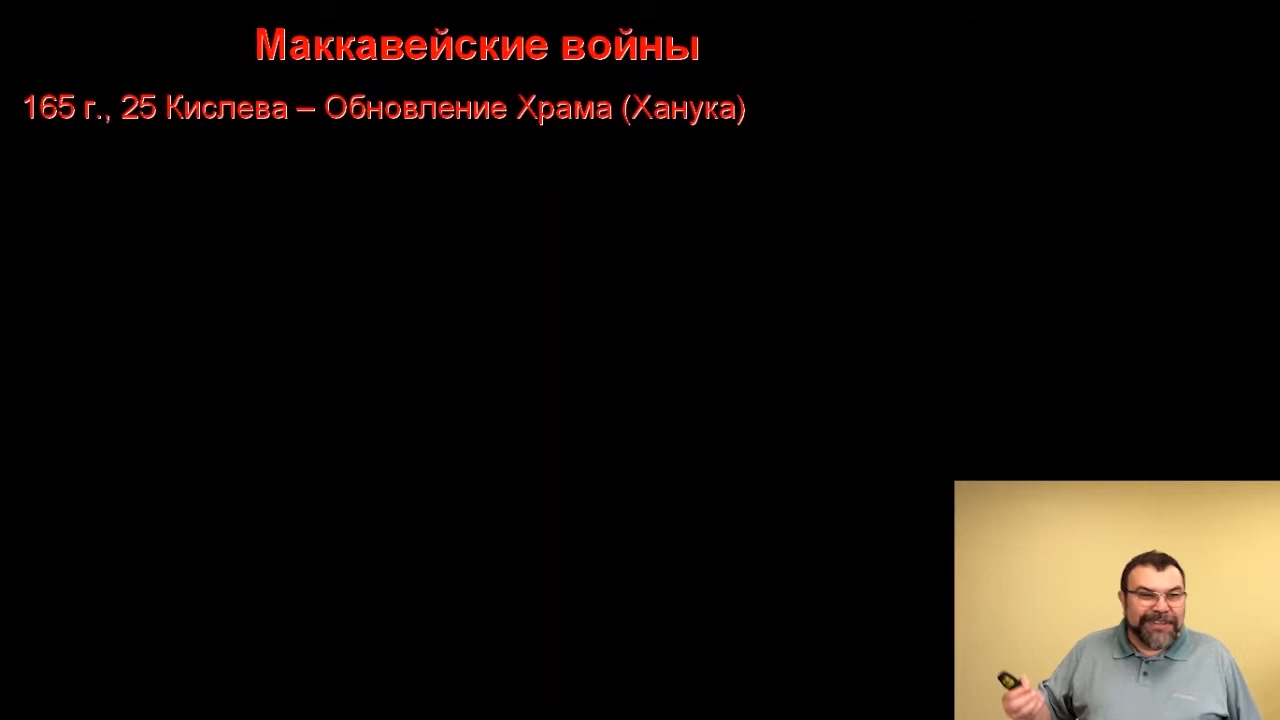 Маккавейские войны
165 г., 25 Кислева – Обновление Храма (Ханука)